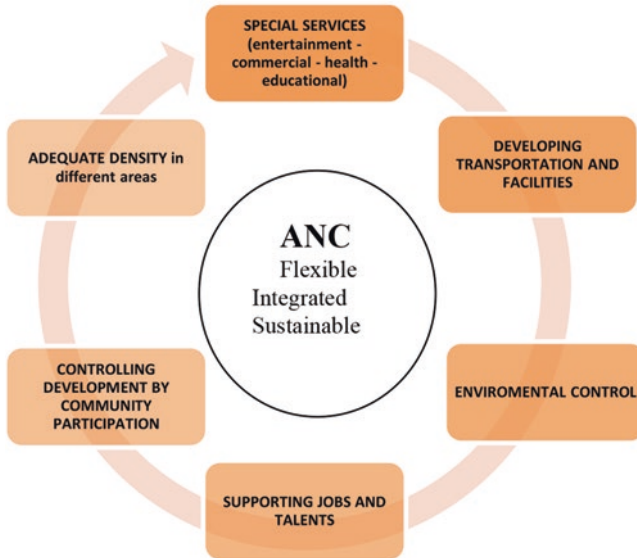 SPECIAL SERVICES
(entertainment -
commercial - health -
educational)
DEVELOPING
TRANSPORTATION AND
FACILITIES
ENVIROMENTAL CONTROL
SUPPORTING JOBS AND
TALENTS
CONTROLLING
DEVELOPMENT BY
COMMUNITY
PARTICIPATION
ADEQUATE DENSITY in
different areas
ANC
Flexible
Integrated
Sustainable